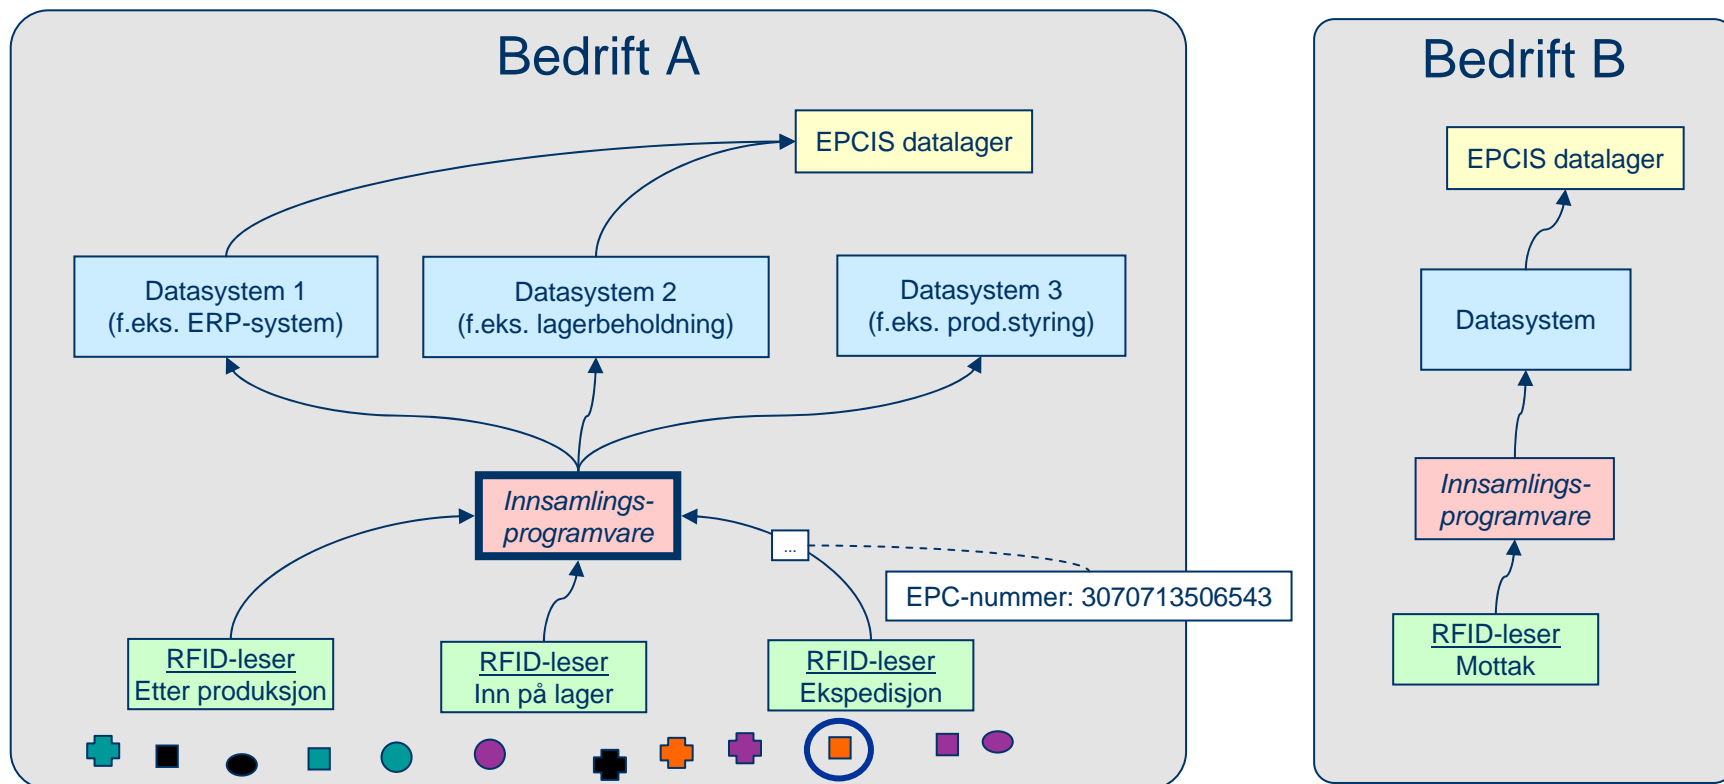 Bedrift A
EPCIS datalager
Datasystem 1
(f.eks. ERP-system)
Datasystem 2
(f.eks. lagerbeholdning)
Datasystem 3
(f.eks. prod.styring)
Innsamlings-
programvare
...
EPC-nummer: 3070713506543
RFID-leser
Etter produksjon
RFID-leser
Inn på lager
RFID-leser
Ekspedisjon
Bedrift B
EPCIS datalager
Datasystem
Innsamlings-
programvare
RFID-leser
Mottak